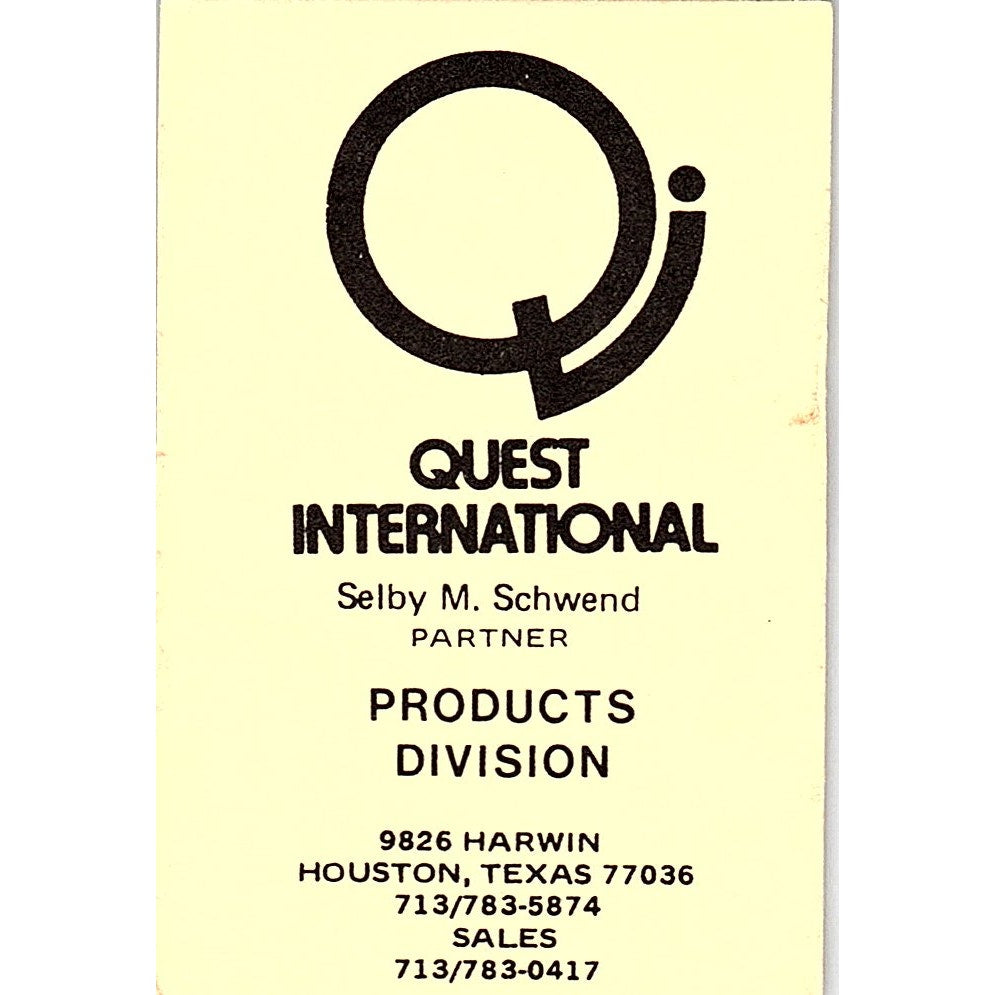 Qi
QUEST
INTERNATIONAL
Selby M. Schwend
PARTNER
PRODUCTS
DIVISION
9826 HARWIN
HOUSTON, TEXAS 77036
713/783-5874
SALES
713/783-0417